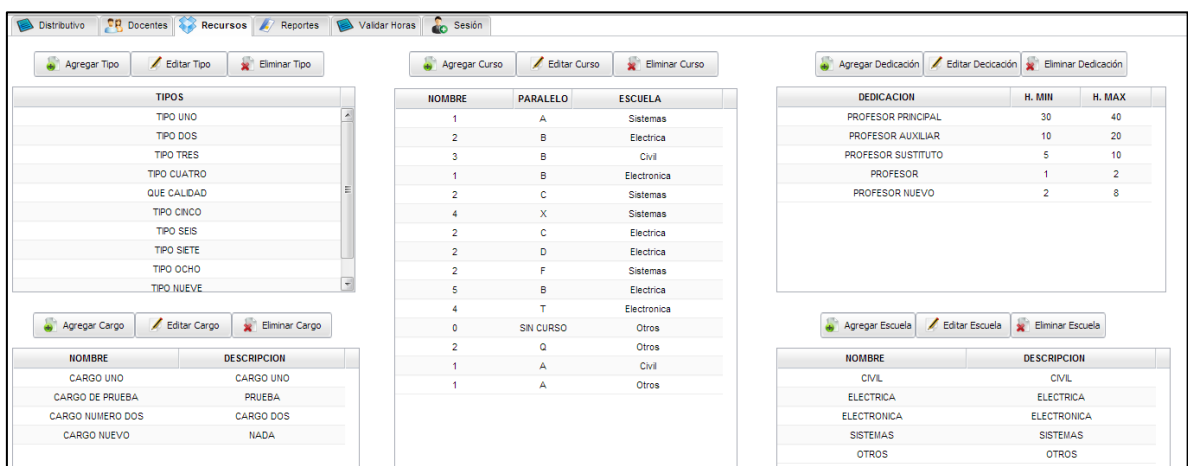 Distributivo Docentes Recursos Reportes Validar Horas Sesión
Agregar Tipo Editar Tipo Eliminar Tipo
TIPOS
TIPO UNO
TIPO DOS
TIPO TRES
TIPO CUATRO
QUE CALIDAD
TIPO CINCO
TIPO SEIS
TIPO SIETE
TIPO OCHO
TIPO NUEVE
Agregar Cargo Editar Cargo Eliminar Cargo
NOMBRE DESCRIPCION
CARGO UNO CARGO UNO
CARGO DE PRUEBA PRUEBA
CARGO NUMERO DOS CARGO DOS
CARGO NUEVO NADA
Agregar Curso Editar Curso Eliminar Curso
NOMBRE PARALELO ESCUELA
1 A Sistemas
2 B Electrica
3 B Civil
1 B Electronica
2 C Sistemas
4 X Sistemas
2 C Electrica
2 D Electrica
2 F Sistemas
5 B Electrica
4 T Electronica
0 SIN CURSO Otros
2 Q Otros
1 A Civil
1 A Otros
Agregar Dedicación Editar Dedicación Eliminar Dedicación
DEDICACION H. MIN H. MAX
PROFESOR PRINCIPAL 30 40
PROFESOR AUXILIAR 10 20
PROFESOR SUSTITUTO 5 10
PROFESOR 1 2
PROFESOR NUEVO 2 8
Agregar Escuela Editar Escuela Eliminar Escuela
NOMBRE DESCRIPCION
CIVIL CIVIL
ELECTRICA ELECTRICA
ELECTRONICA ELECTRONICA
SISTEMAS SISTEMAS
OTROS OTROS